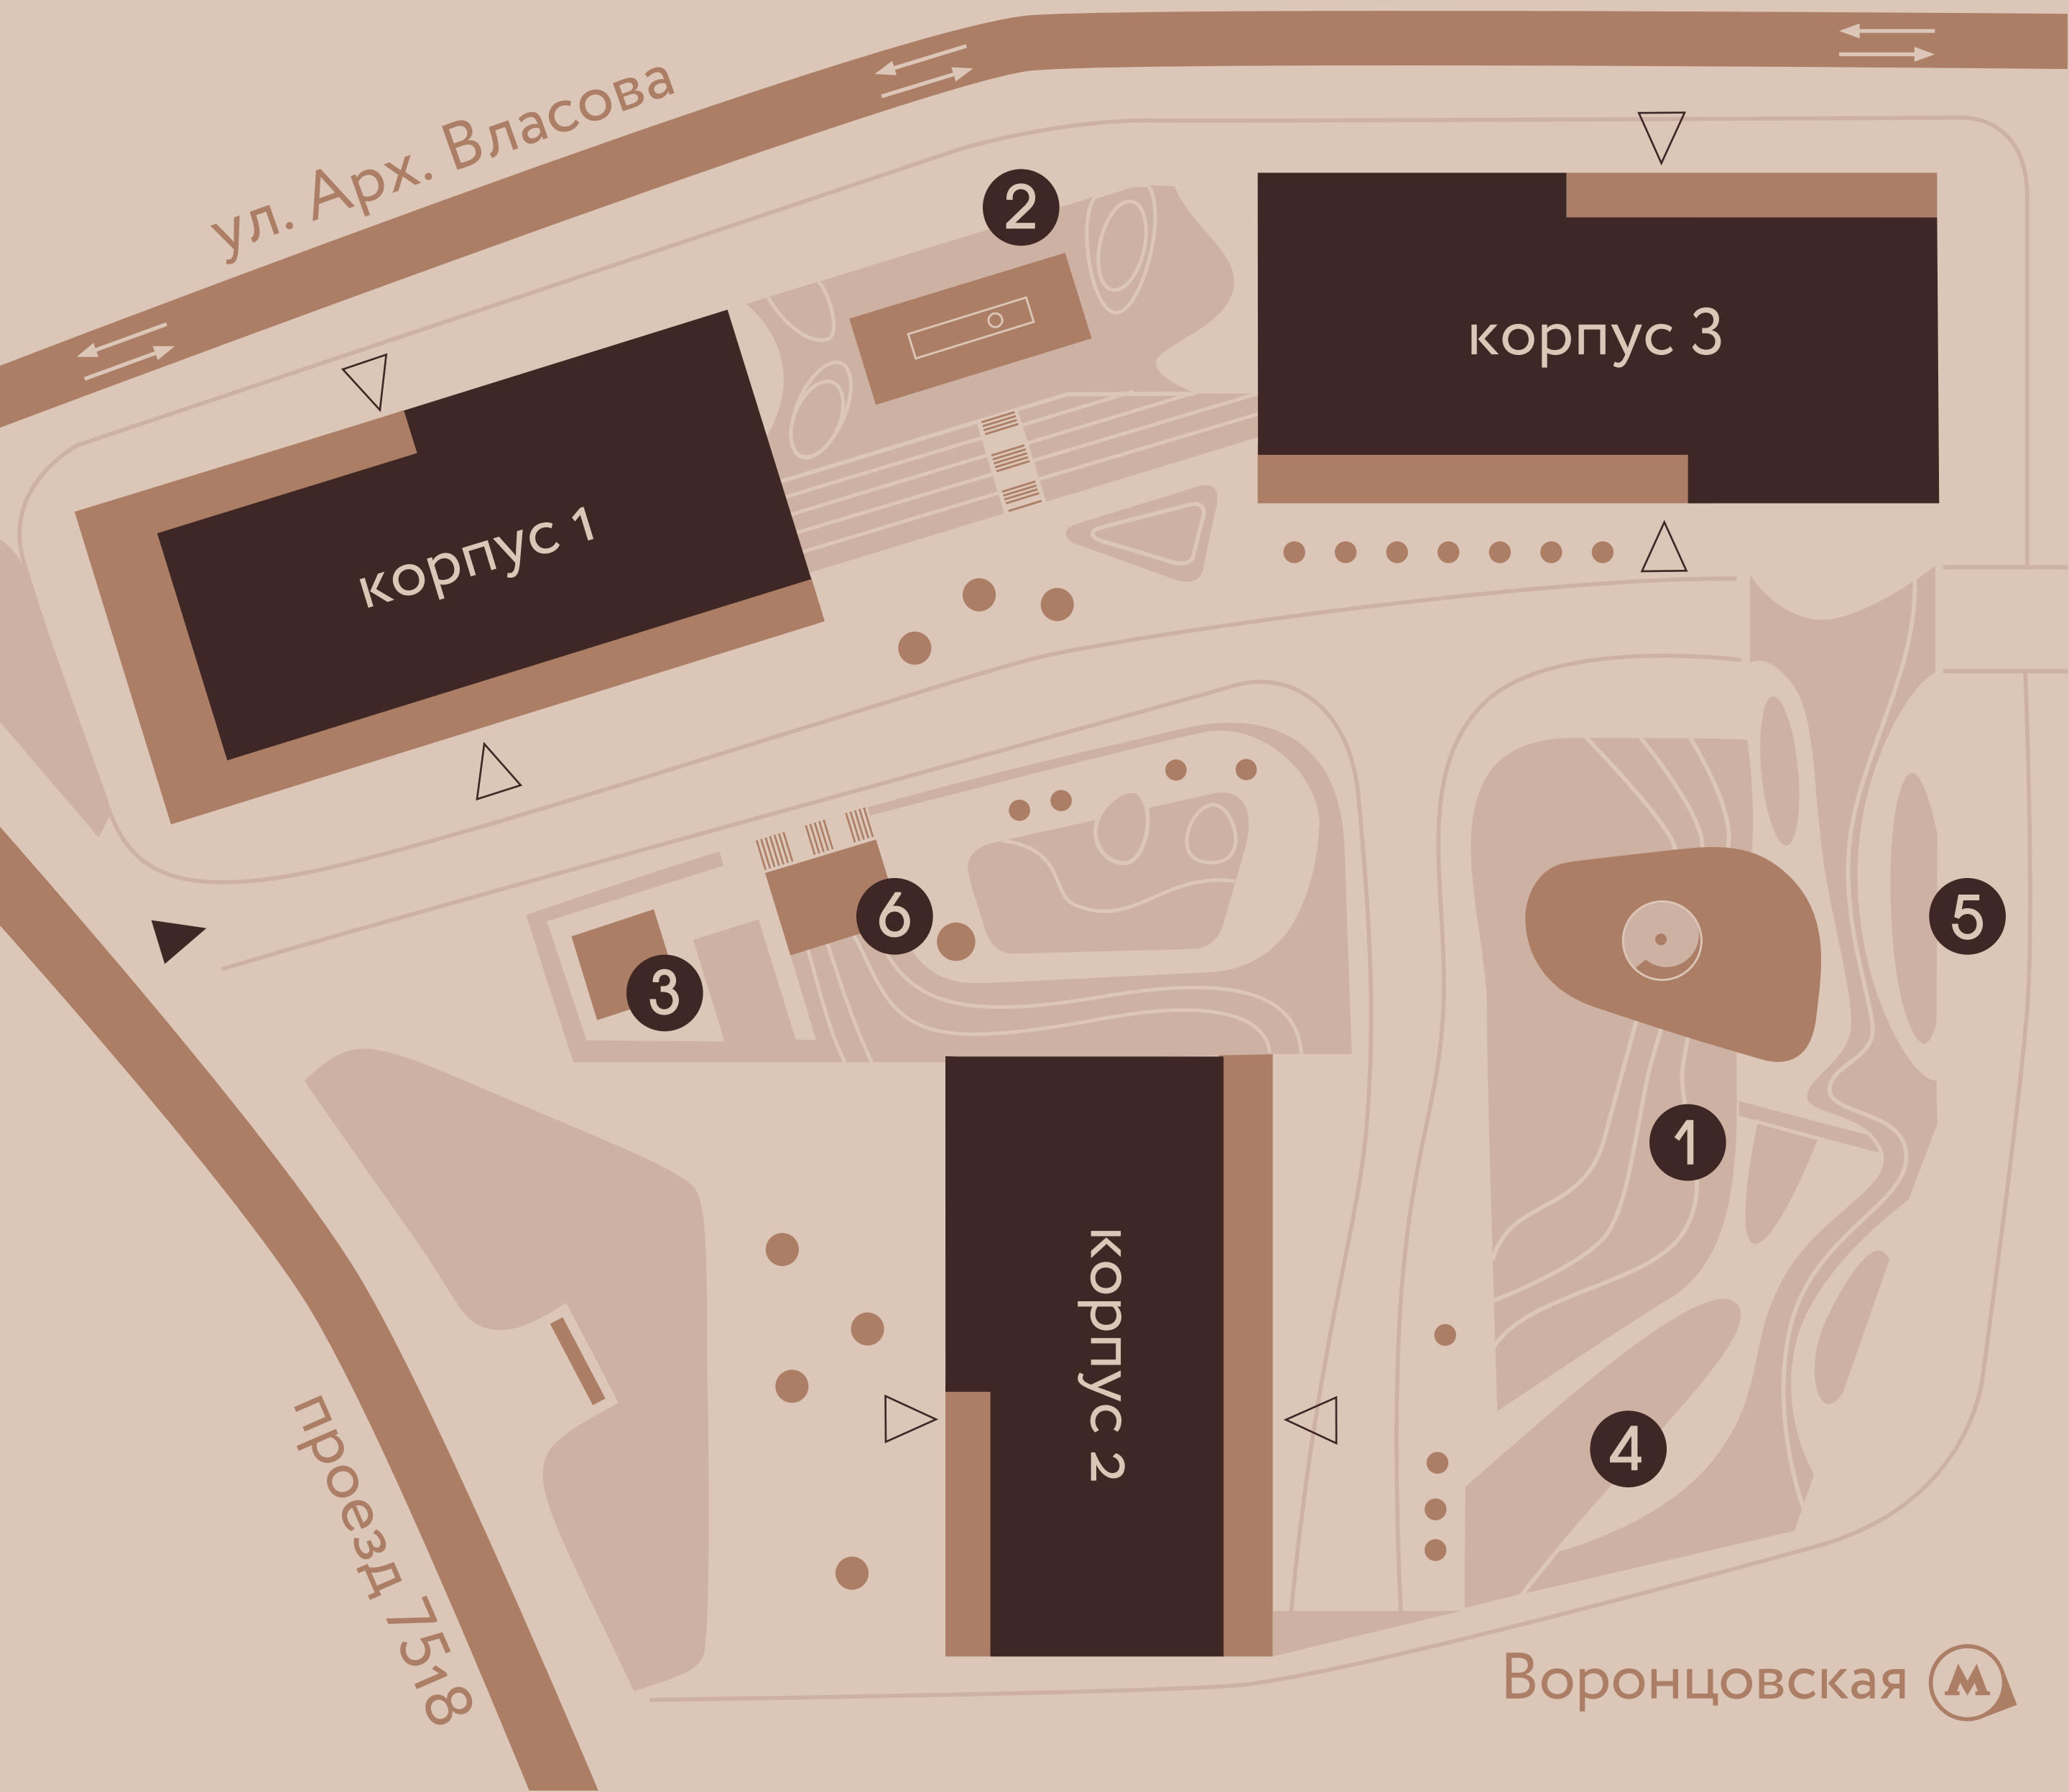 ул. Арх. Власова
2
корпус 3
корпус 1
6
5
3
1
корпус 2
4
Проезд 7518
Воронцовская М